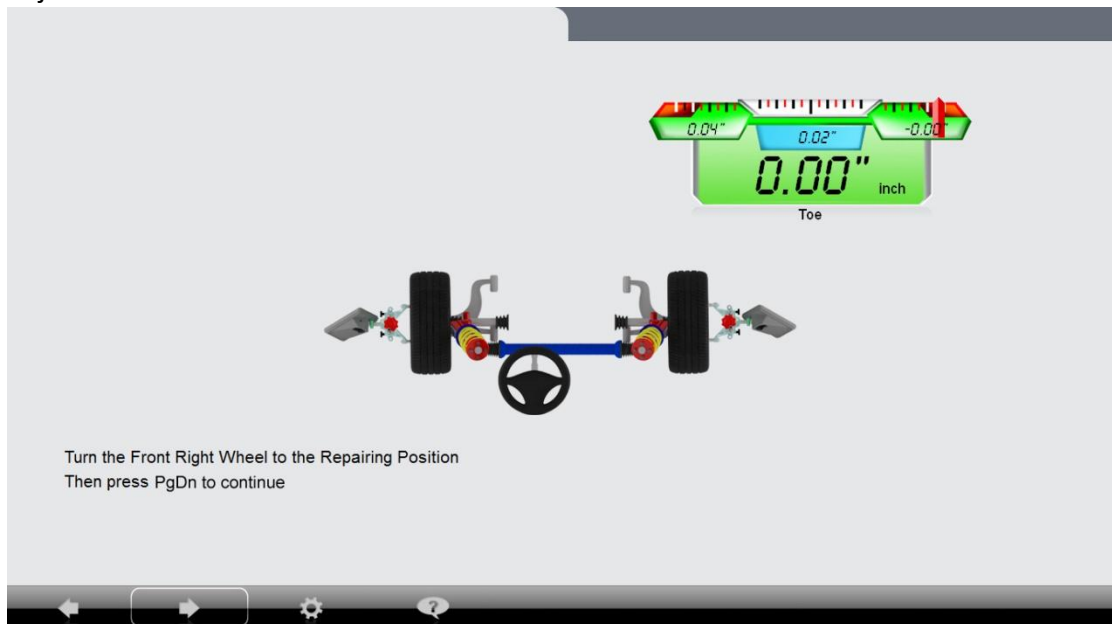 0.04"
0.02"
-0.00"
0.00" inch
Toe
Turn the Front Right Wheel to the Repairing Position
Then press PgDn to continue
?